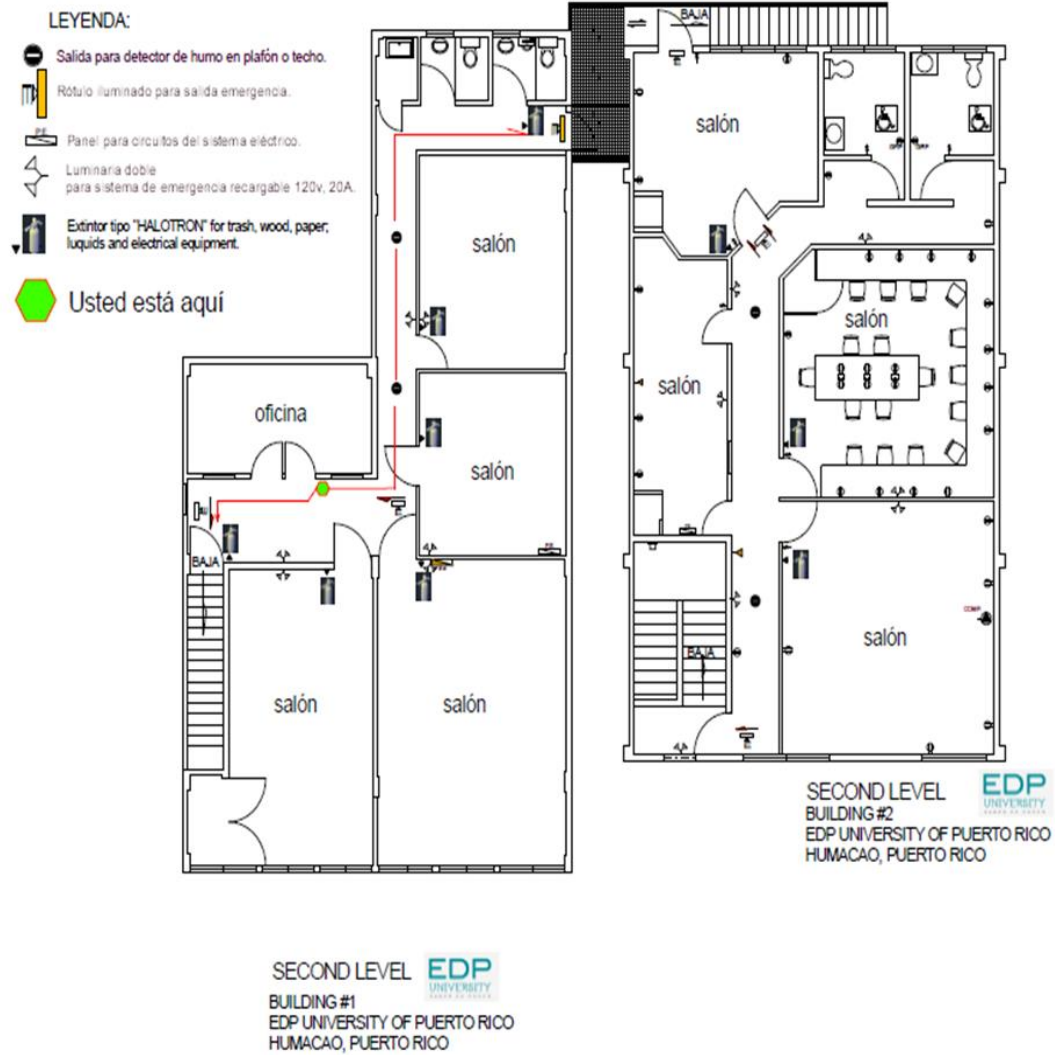 LEYENDA:
Salida para detector de humo en plafón o techo.
Rótulo iluminado para salida emergencia.
Panel para circuitos del sistema eléctrico.
Luminaria doble
para sistema de emergencia recargable 120v, 20A.
Extintor tipo "HALOTRON" for trash, wood, paper;
luquids and electrical equipment.
Usted está aquí
BAJA
salón
salón
salón
salón
oficina
salón
BAJA
salón
BAJA
salón
salón
salón
SECOND LEVEL
EDP
UNIVERSITY
BUILDING #2
EDP UNIVERSITY OF PUERTO RICO
HUMACAO, PUERTO RICO
SECOND LEVEL
EDP
UNIVERSITY
BUILDING #1
EDP UNIVERSITY OF PUERTO RICO
HUMACAO, PUERTO RICO